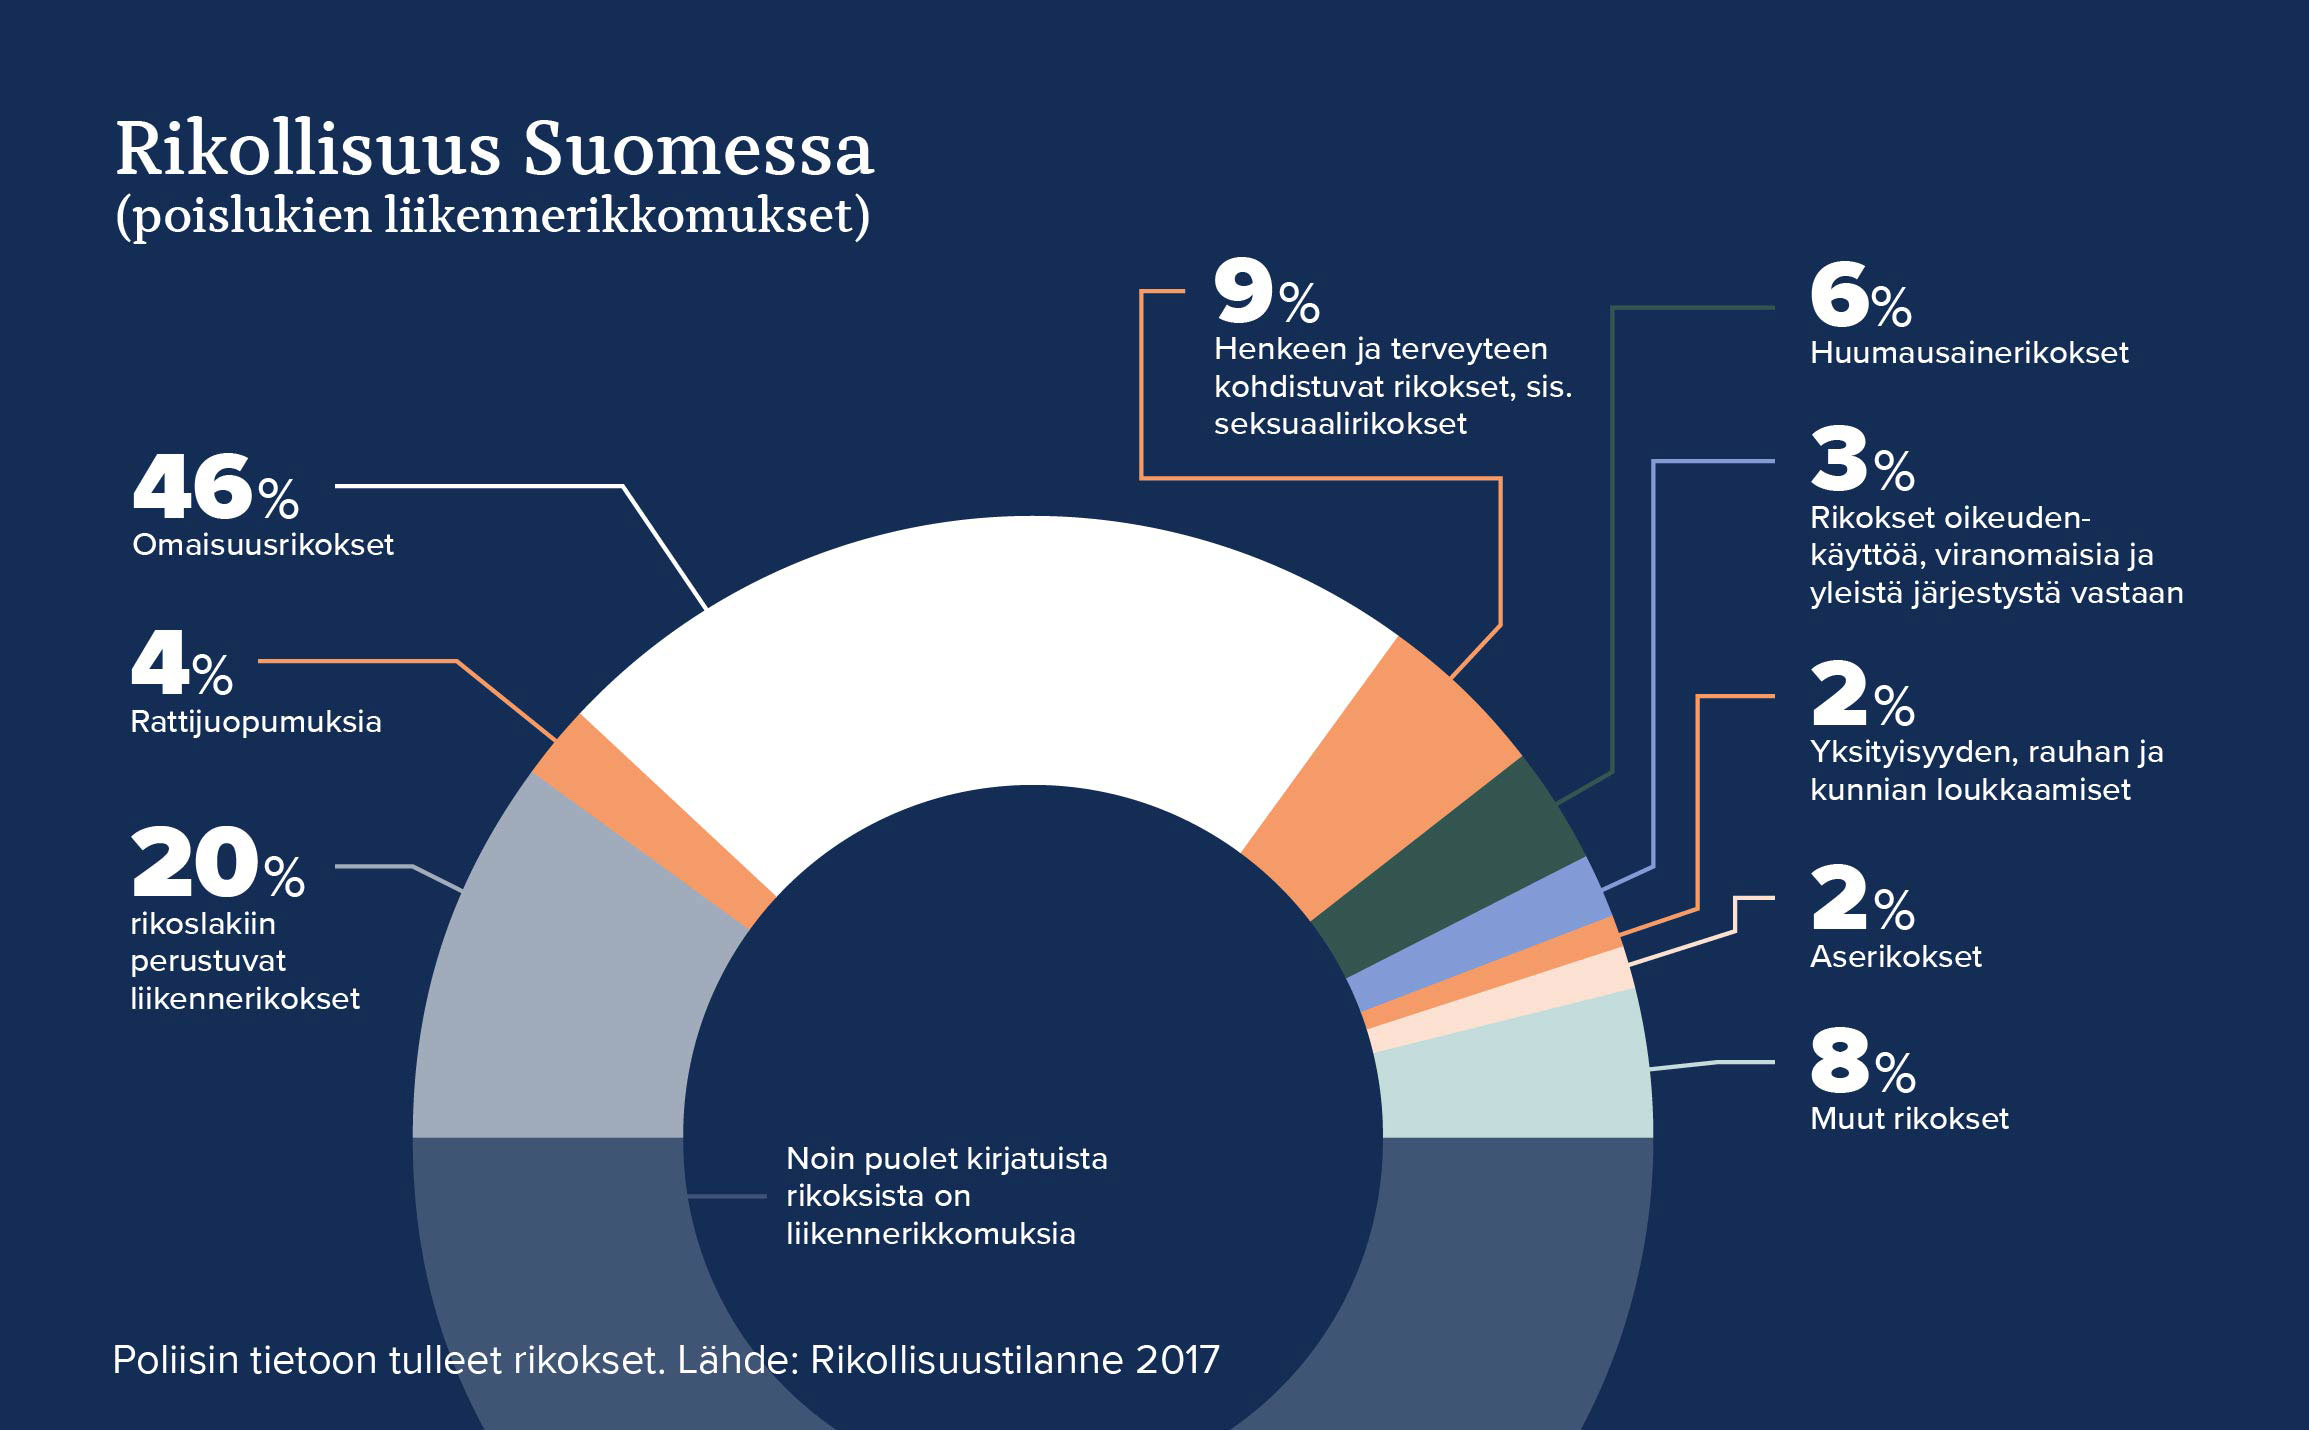 Rikollisuus Suomessa
(poislukien liikennerikkomukset)
46%
Omaisuusrikokset
4%
Rattijuopumuksia
20%
rikoslakiin
perustuvat
liikennerikokset
9%
Henkeen ja terveyteen
kohdistuvat rikokset, sis.
seksuaalirikokset
6%
Huumausainerikokset
3%
Rikokset oikeuden-
käyttöä, viranomaisia ja
yleistä järjestystä vastaan
2%
Yksityisyyden, rauhan ja
kunnian loukkaamiset
2%
Aserikokset
8%
Muut rikokset
Noin puolet kirjatuista
rikoksista on
liikennerikkomuksia
Poliisin tietoon tulleet rikokset. Lähde: Rikollisuustilanne 2017